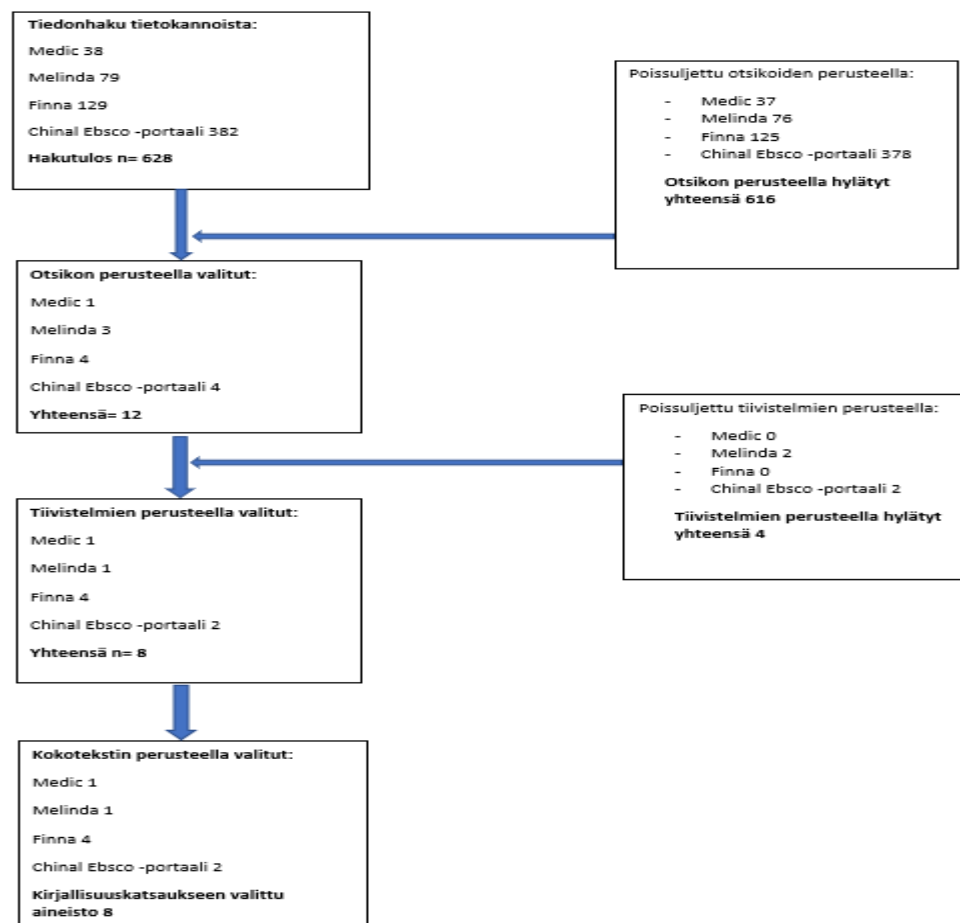 Tiedonhaku tietokannoista:
Medic 38
Melinda 79
Finna 129
Chinal Ebsco -portaali 382
Hakutulos n= 628
Poissuljettu otsikoiden perusteella:
- Medic 37
- Melinda 76
- Finna 125
- Chinal Ebsco -portaali 378
Otsikon perusteella hylätyt
yhteensä 616
Otsikon perusteella valitut:
Medic 1
Melinda 3
Finna 4
Chinal Ebsco -portaali 4
Yhteensä= 12
Poissuljettu tiivistelmien perusteella:
- Medic 0
- Melinda 2
- Finna 0
- Chinal Ebsco -portaali 2
Tiivistelmien perusteella hylätyt
yhteensä 4
Tiivistelmien perusteella valitut:
Medic 1
Melinda 1
Finna 4
Chinal Ebsco -portaali 2
Yhteensä n= 8
Kokotekstin perusteella valitut:
Medic 1
Melinda 1
Finna 4
Chinal Ebsco -portaali 2
Kirjallisuuskatsaukseen valittu
aineisto 8